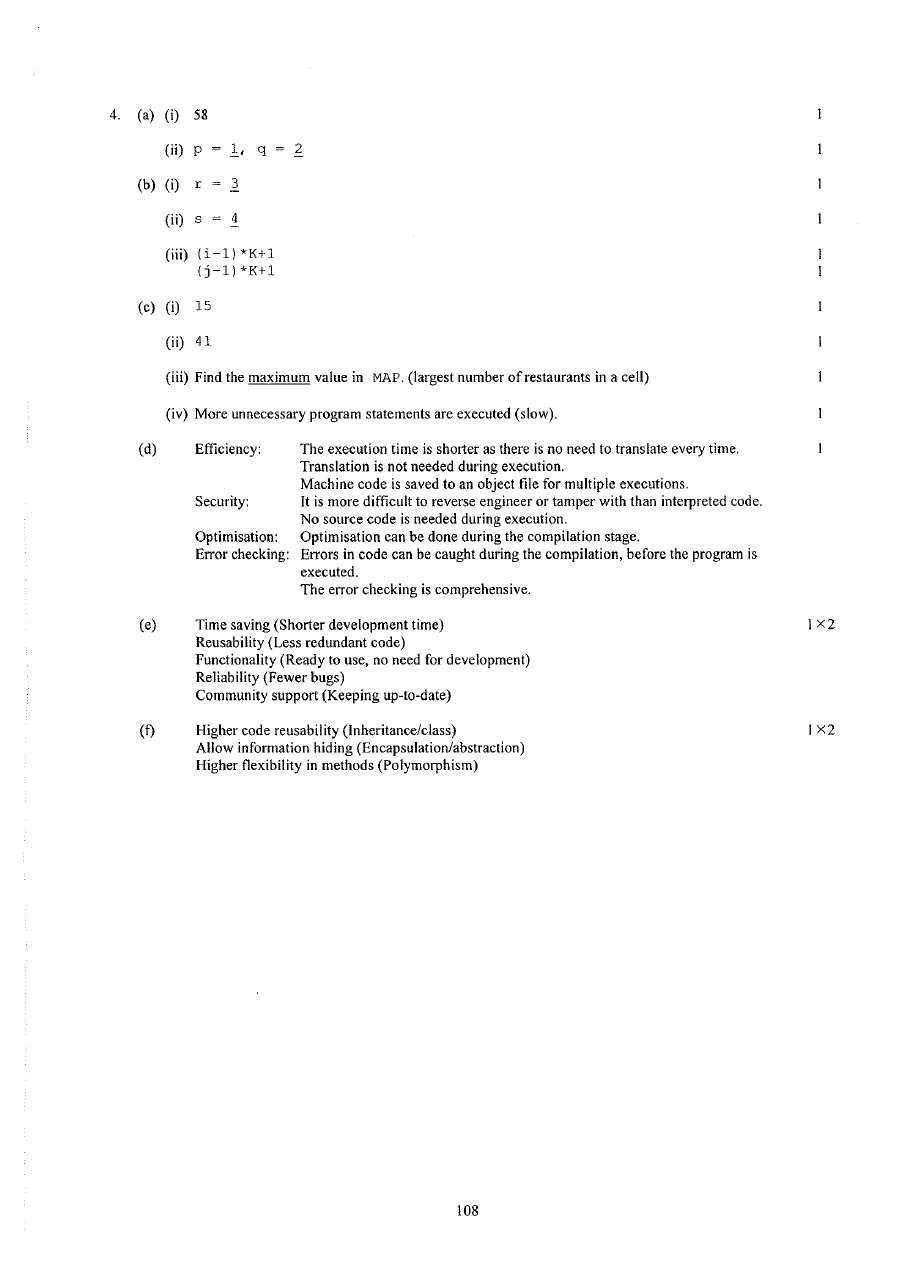 4. (a) (i) 58 1
(ii) p = 1, q = 2 1
(b) (i) r = 3 1
(ii) s = 4 1
(iii) (i-1)*K+1 1
(j-1)*K+1 1
(c) (i) 15 1
(ii) 41 1
(iii) Find the maximum value in MAP. (largest number of restaurants in a cell) 1
(iv) More unnecessary program statements are executed (slow). 1
(d) Efficiency: The execution time is shorter as there is no need to translate every time. 1
Translation is not needed during execution.
Machine code is saved to an object file for multiple executions.
Security: It is more difficult to reverse engineer or tamper with than interpreted code.
No source code is needed during execution.
Optimisation: Optimisation can be done during the compilation stage.
Error checking: Errors in code can be caught during the compilation, before the program is
executed.
The error checking is comprehensive.
(e) Time saving (Shorter development time) 1×2
Reusability (Less redundant code)
Functionality (Ready to use, no need for development)
Reliability (Fewer bugs)
Community support (Keeping up-to-date)
(f) Higher code reusability (Inheritance/class) 1×2
Allow information hiding (Encapsulation/abstraction)
Higher flexibility in methods (Polymorphism)
108